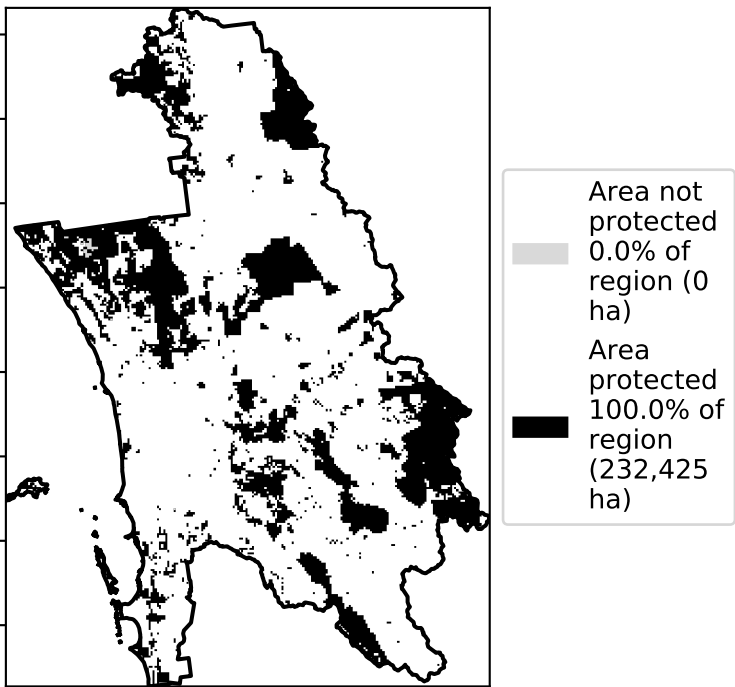 Area not
protected
0.0% of
region (0
ha)
Area
protected
100.0% of
region
(232,425
ha)